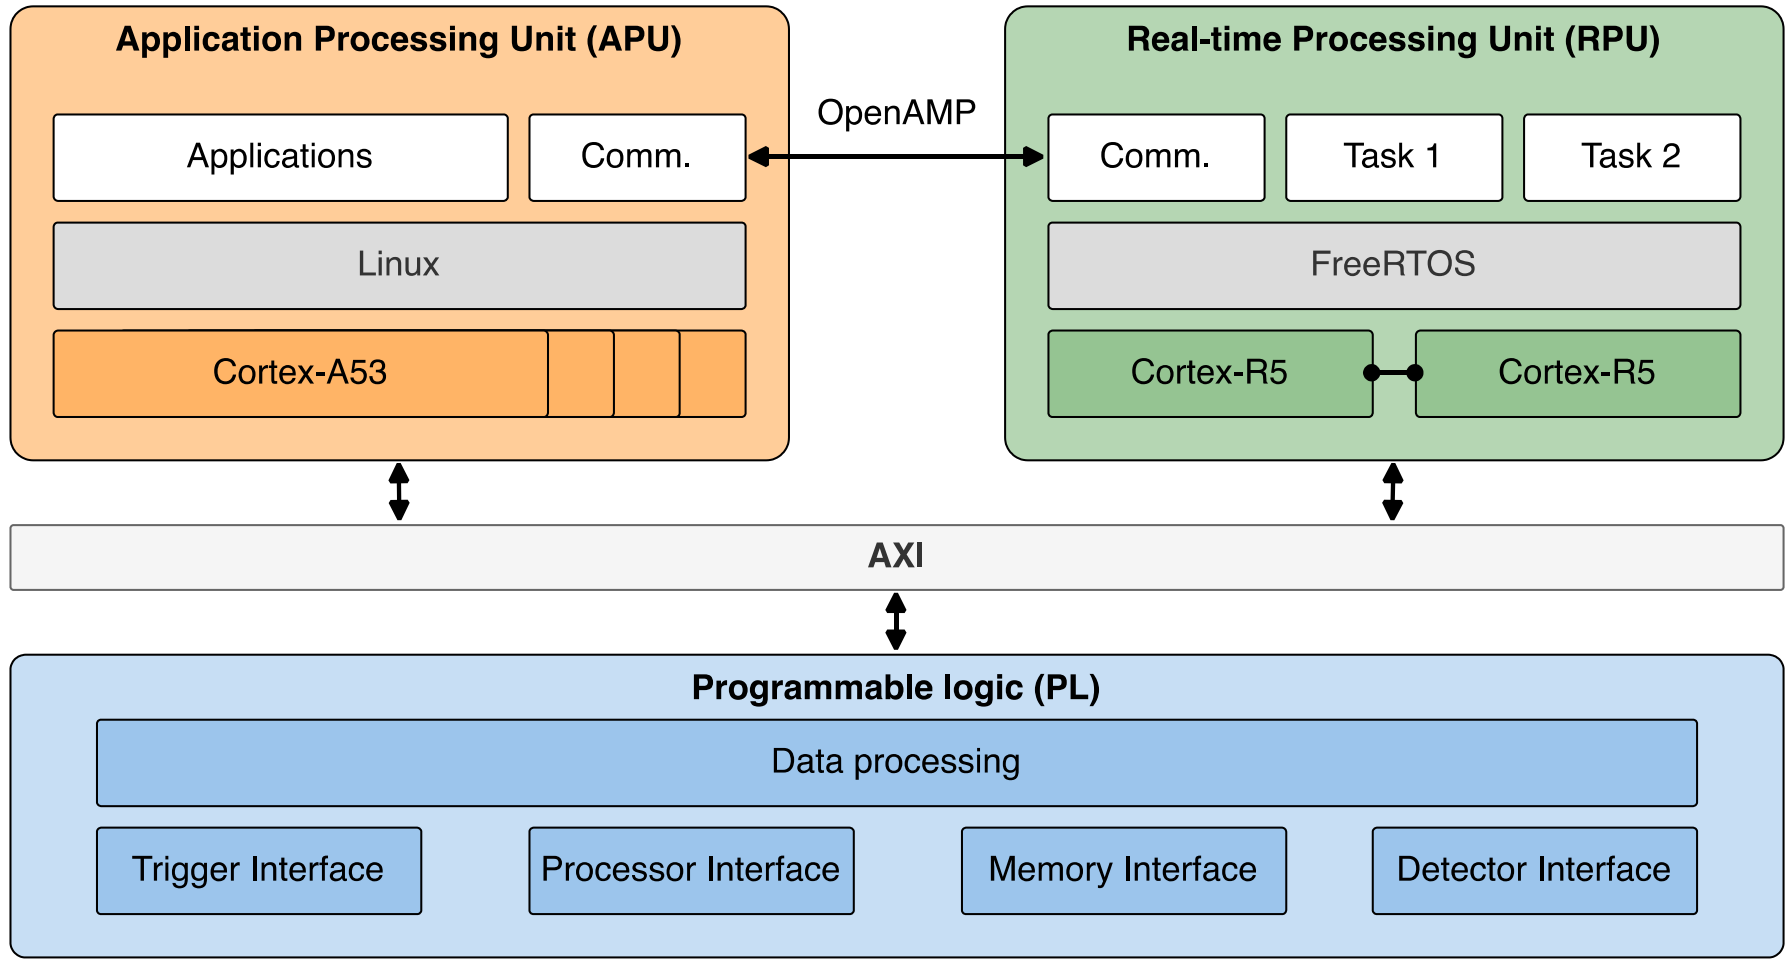 Application Processing Unit (APU)
Real-time Processing Unit (RPU)
OpenAMP
Applications
Comm.
Comm.
Task 1
Task 2
Linux
FreeRTOS
Cortex-A53
Cortex-R5
Cortex-R5
AXI
Programmable logic (PL)
Data processing
Trigger Interface
Processor Interface
Memory Interface
Detector Interface